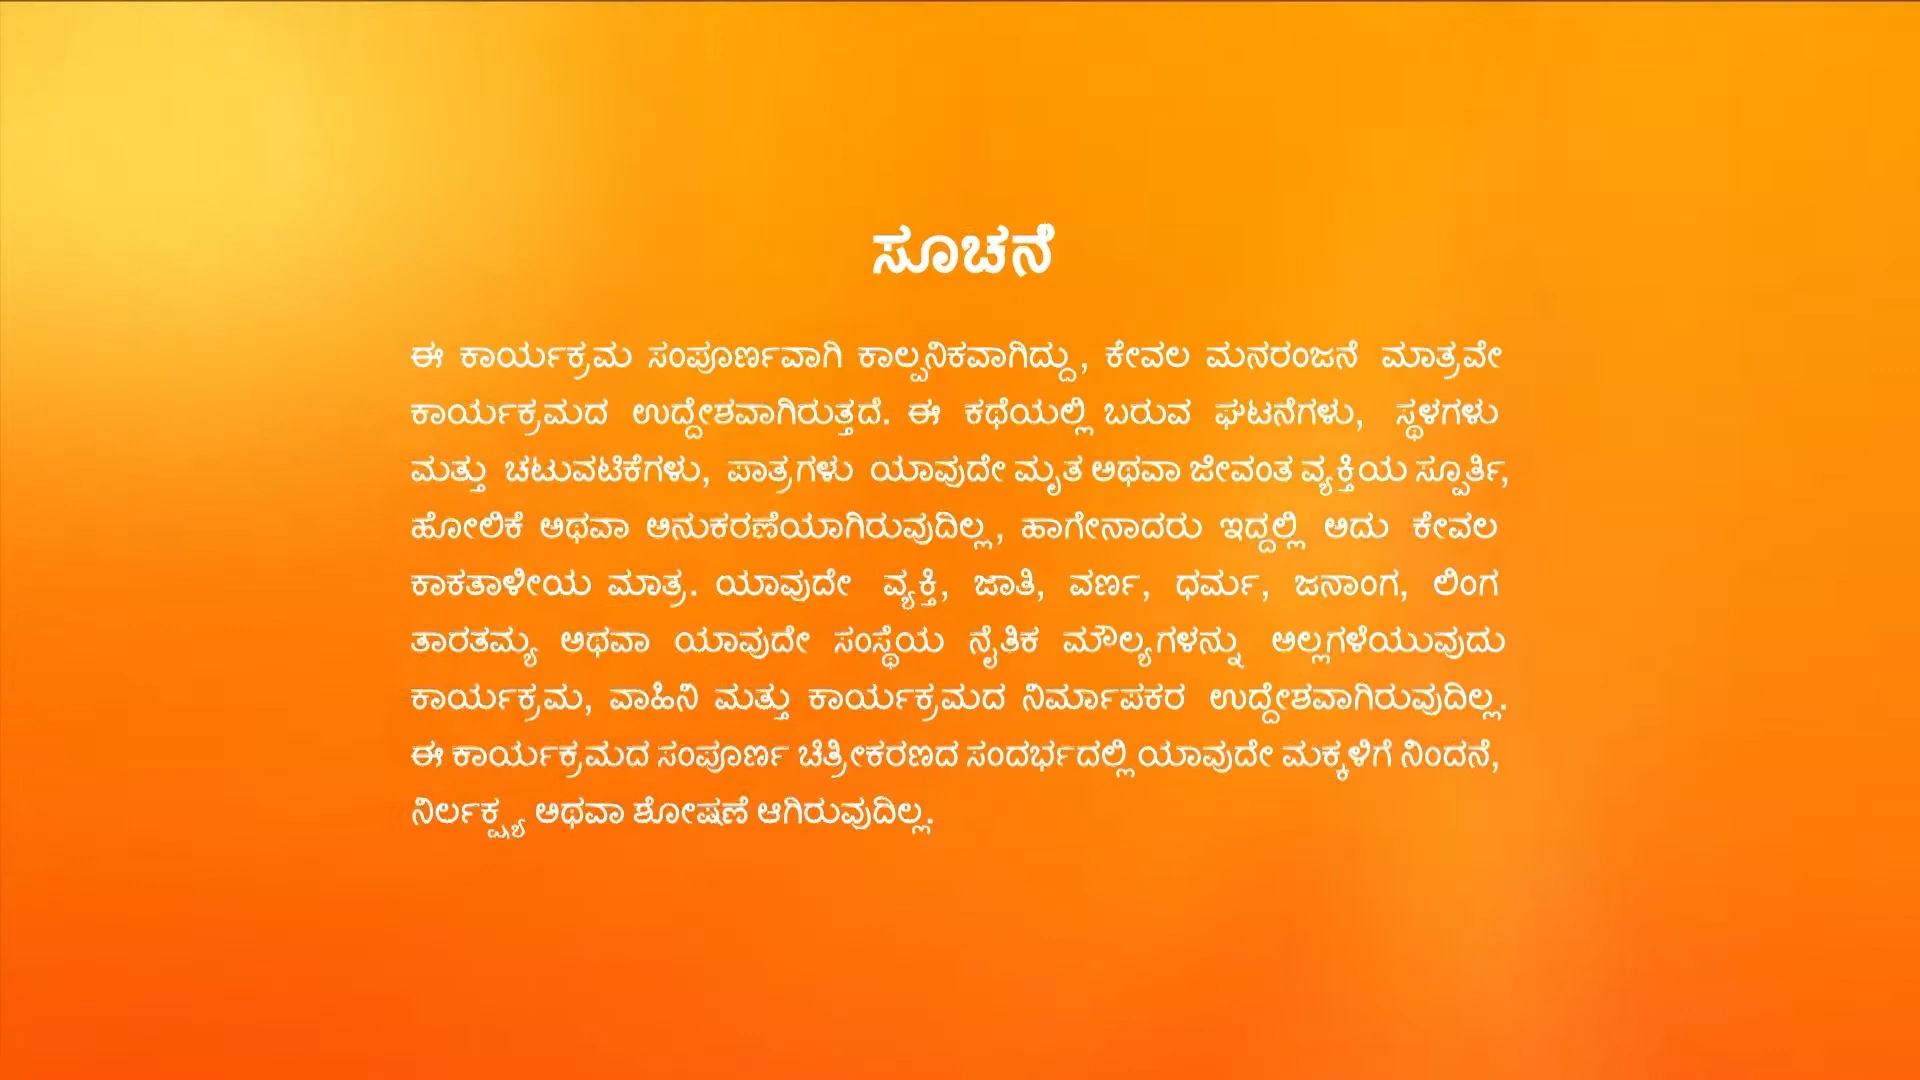 ಸೂಚನೆ
ಈ ಕಾರ್ಯಕ್ರಮ ಸಂಪೂರ್ಣವಾಗಿ ಕಾಲ್ಪನಿಕವಾಗಿದ್ದು, ಕೇವಲ ಮನರಂಜನೆ ಮಾತ್ರವೇ
ಕಾರ್ಯಕ್ರಮದ ಉದ್ದೇಶವಾಗಿರುತ್ತದೆ. ಈ ಕಥೆಯಲ್ಲಿ ಬರುವ ಘಟನೆಗಳು, ಸ್ಥಳಗಳು
ಮತ್ತು ಚಟುವಟಿಕೆಗಳು, ಪಾತ್ರಗಳು ಯಾವುದೇ ಮೃತ ಅಥವಾ ಜೀವಂತ ವ್ಯಕ್ತಿಯ ಸ್ಪೂರ್ತಿ,
ಹೋಲಿಕೆ ಅಥವಾ ಅನುಕರಣೆಯಾಗಿರುವುದಿಲ್ಲ, ಹಾಗೇನಾದರು ಇದ್ದಲ್ಲಿ ಅದು ಕೇವಲ
ಕಾಕತಾಳೀಯ ಮಾತ್ರ. ಯಾವುದೇ ವ್ಯಕ್ತಿ, ಜಾತಿ, ವರ್ಣ, ಧರ್ಮ, ಜನಾಂಗ, ಲಿಂಗ
ತಾರತಮ್ಯ ಅಥವಾ ಯಾವುದೇ ಸಂಸ್ಥೆಯ ನೈತಿಕ ಮೌಲ್ಯಗಳನ್ನು ಅಲ್ಲಗಳೆಯುವುದು
ಕಾರ್ಯಕ್ರಮ, ವಾಹಿನಿ ಮತ್ತು ಕಾರ್ಯಕ್ರಮದ ನಿರ್ಮಾಪಕರ ಉದ್ದೇಶವಾಗಿರುವುದಿಲ್ಲ.
ಈ ಕಾರ್ಯಕ್ರಮದ ಸಂಪೂರ್ಣ ಚಿತ್ರೀಕರಣದ ಸಂದರ್ಭದಲ್ಲಿ ಯಾವುದೇ ಮಕ್ಕಳಿಗೆ ನಿಂದನೆ,
ನಿರ್ಲಕ್ಷ್ಯ ಅಥವಾ ಶೋಷಣೆ ಆಗಿರುವುದಿಲ್ಲ.